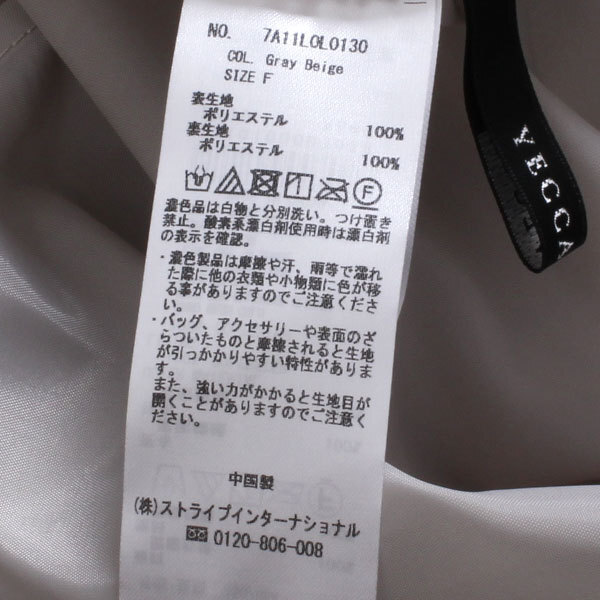 NO. 7A11L0L0130
COL. Gray Beige
SIZE F
表生地
ポリエステル 100%
裏生地
ポリエステル 100%
F
濃色品は白物と分別洗い。つけ置き
禁止。酸素系漂白剤使用時は漂白剤
の表示を確認。
・濃色製品は摩擦や汗、雨等で濡れ
た際に他の衣類や小物類に色が移
る事がありますのでご注意くださ
い。
・バッグ、アクセサリーや表面のざ
らついたものと摩擦されると生地
が引っかかりやすい特性がありま
す。
また、強い力がかかると生地目が
開くことがありますのでご注意く
ださい。
中国製
(株)ストライプインターナショナル
0120-806-008
VECCA